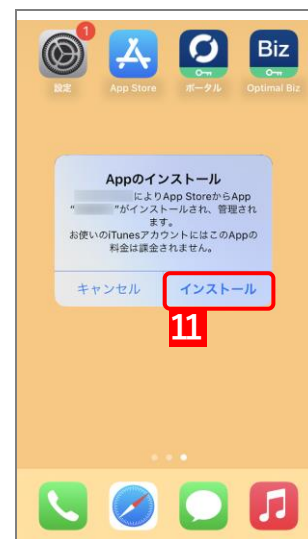 1
Biz
設定
App Store
ポータル
Optimal Biz
Appのインストール
によりApp StoreからApp
“ ”がインストールされ、管理され
ます。
お使いのiTunesアカウントにはこのAppの
料金は課金されません。
キャンセル
インストール
11